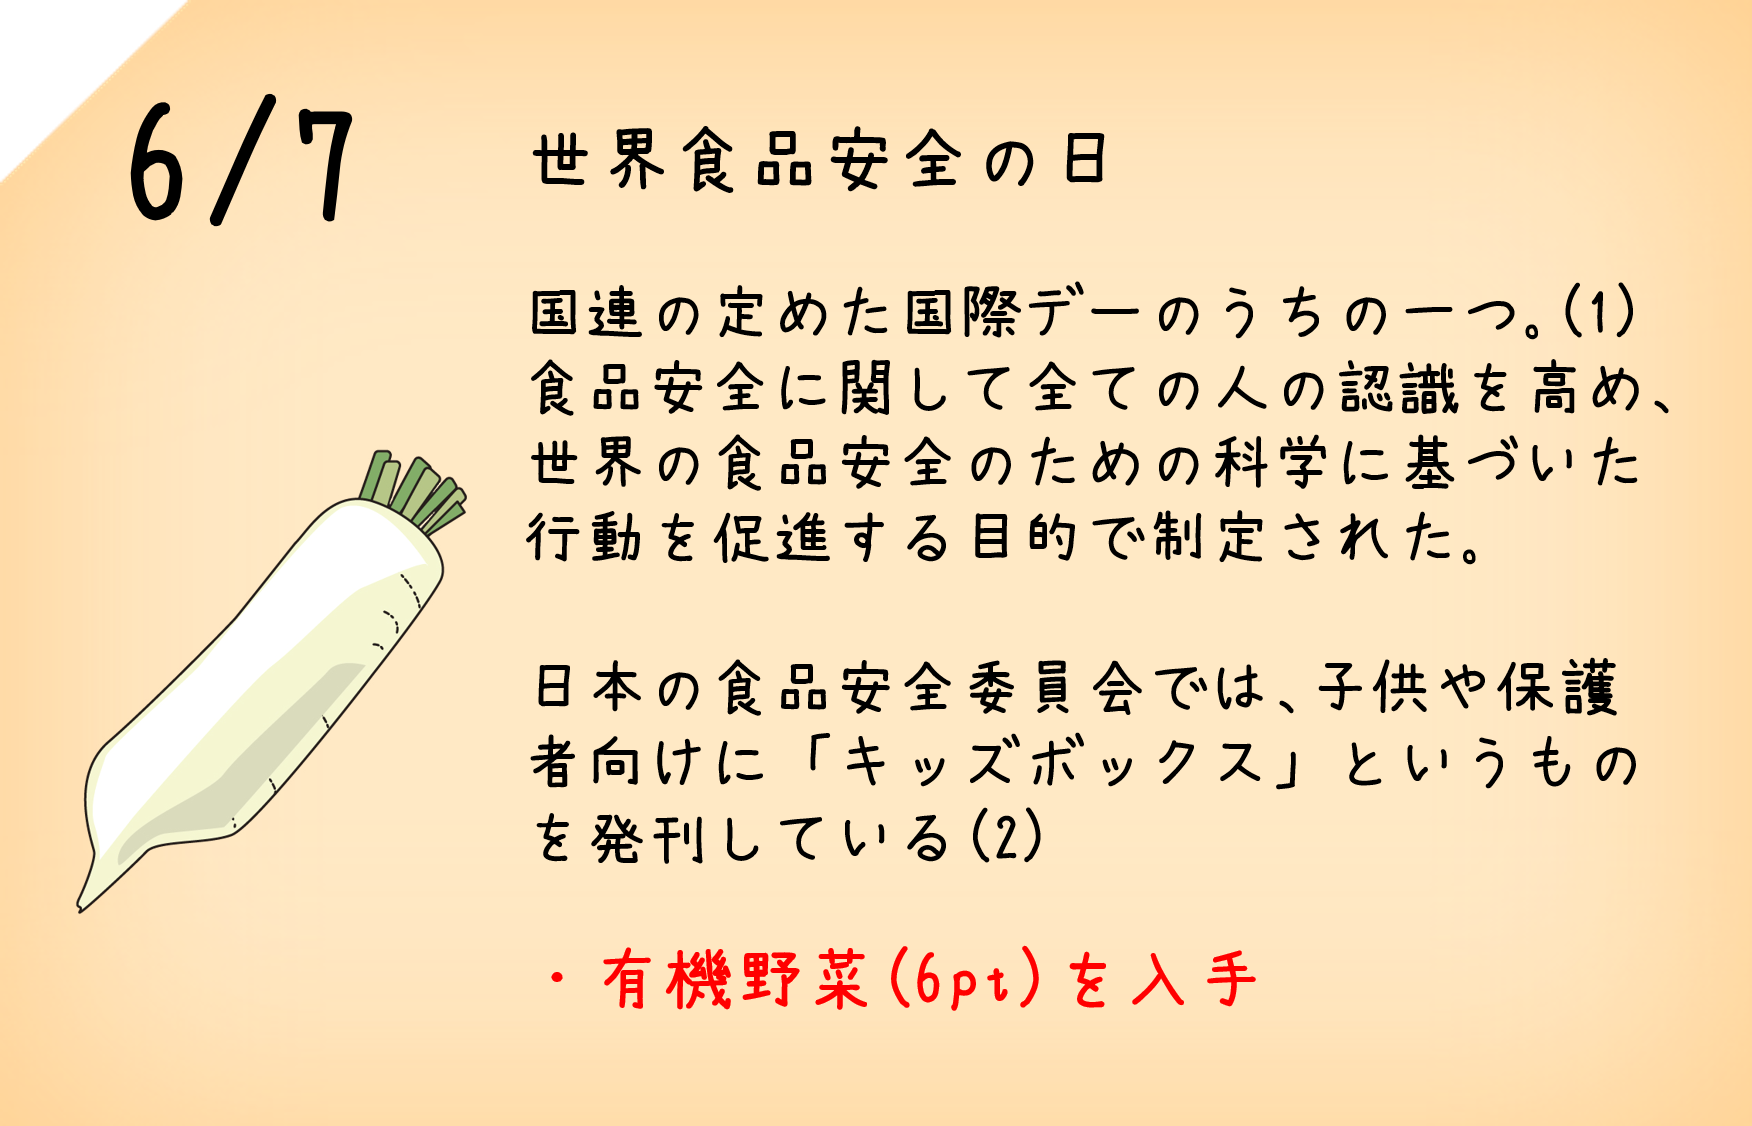 6/7
世界食品安全の日
国連の定めた国際デーのうちの一つ。(1)
食品安全に関して全ての人の認識を高め、
世界の食品安全のための科学に基づいた
行動を促進する目的で制定された。
日本の食品安全委員会では、子供や保護
者向けに「キッズボックス」というもの
を発刊している(2)
・有機野菜(6pt)を入手